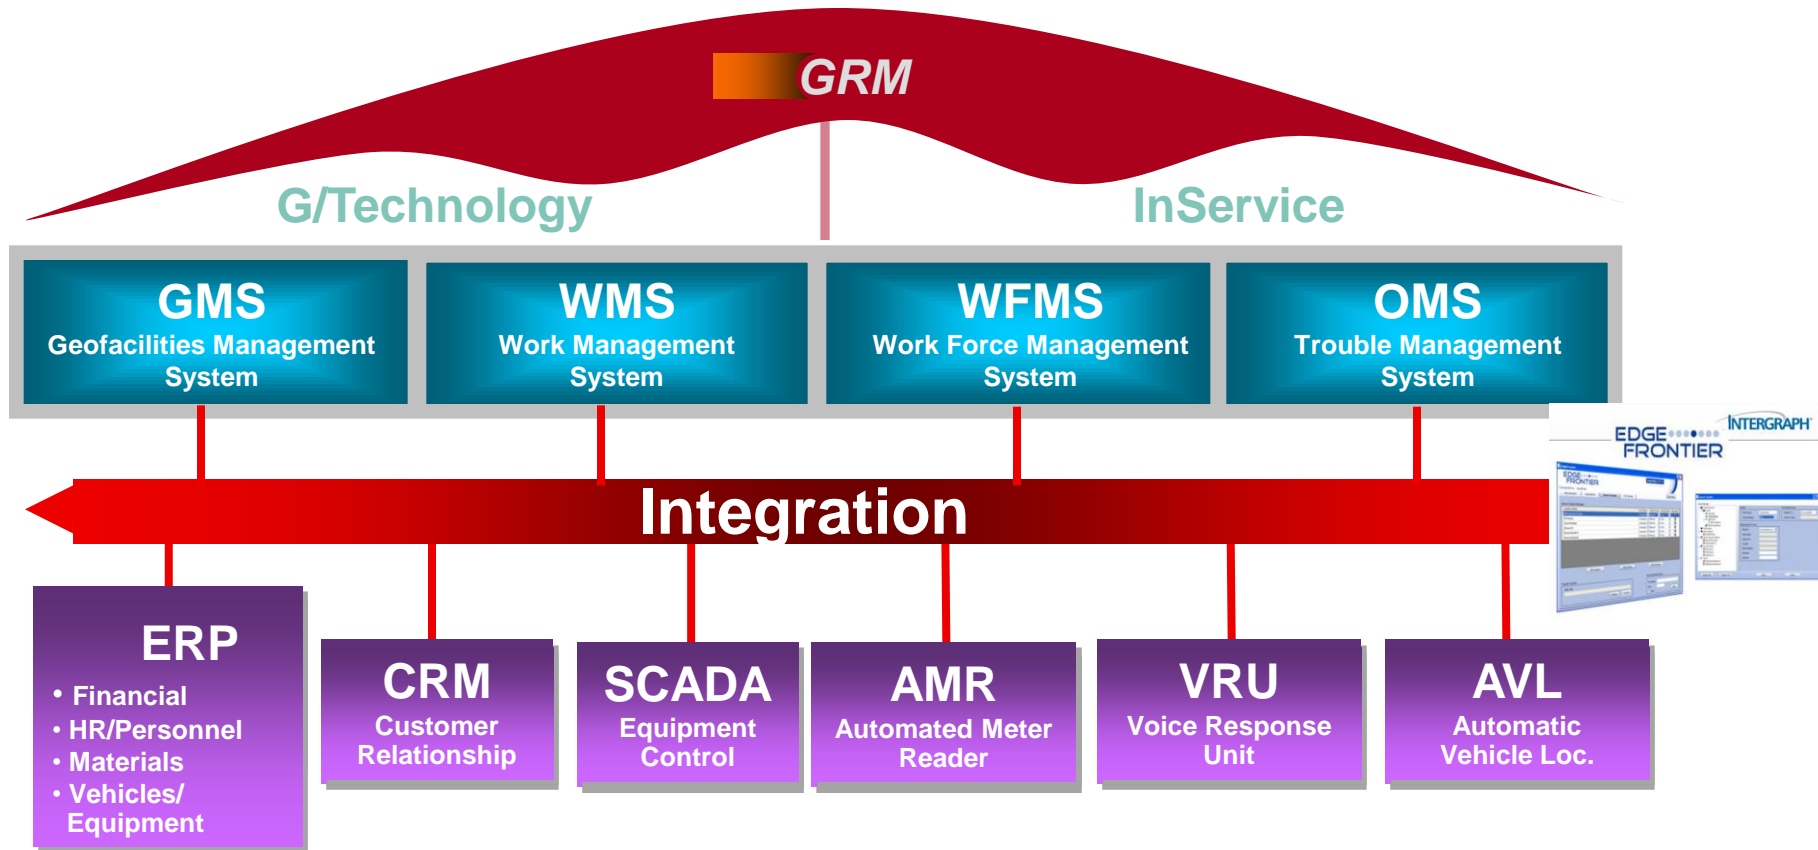 GRM
G/Technology
InService
GMS
Geofacilities Management
System
WMS
Work Management
System
WFMS
Work Force Management
System
OMS
Trouble Management
System
INTERGRAPH
EDGE
FRONTIER
EDGE
FRONTIER
Integration
ERP
• Financial
• HR/Personnel
• Materials
• Vehicles/
Equipment
CRM
Customer
Relationship
SCADA
Equipment
Control
AMR
Automated Meter
Reader
VRU
Voice Response
Unit
AVL
Automatic
Vehicle Loc.